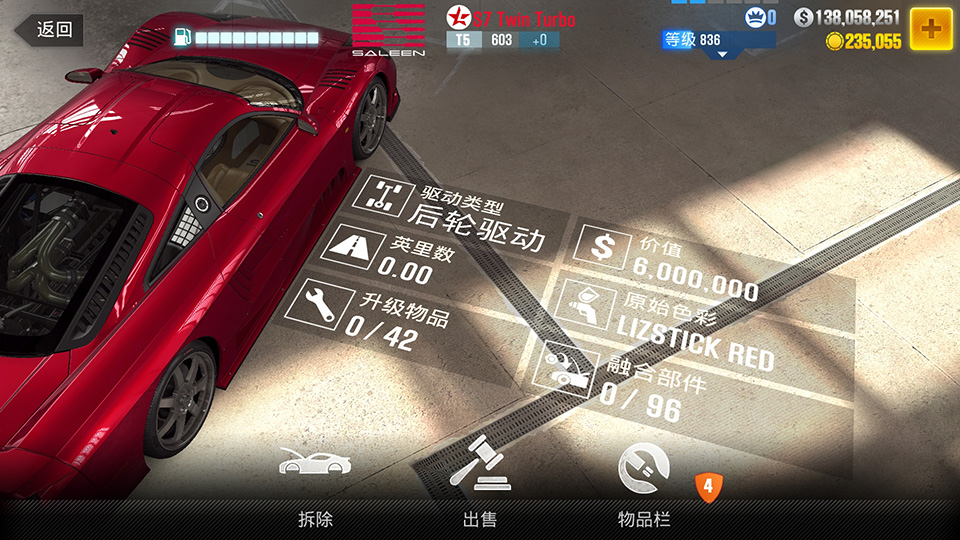 返回
SALEEN
S7 Twin Turbo
T5 603 +0
等级 836
0
138,058,251
235,055
驱动类型
后轮驱动
英里数
0.00
升级物品
0 / 42
价值
6.000.000
原始色彩
LIZSTICK RED
融合部件
0 / 96
4
拆除
出售
物品栏